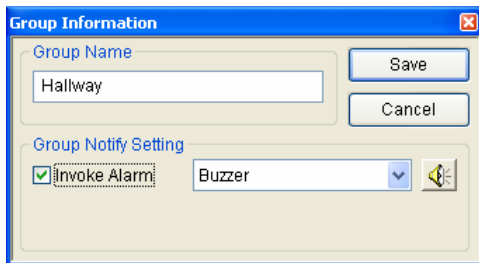 Group Information
Group Name
Hallway
Save
Cancel
Group Notify Setting
Invoke Alarm
Buzzer